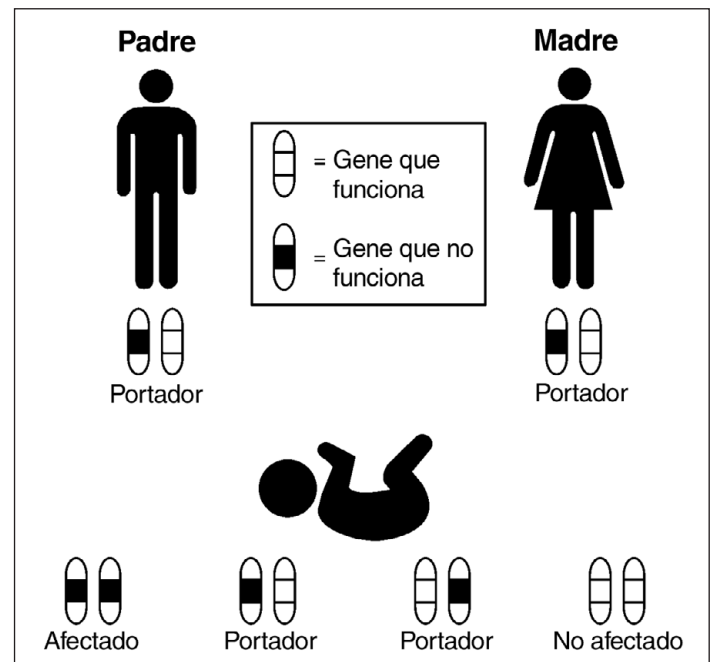 Padre
Madre
= Gene que
funciona
= Gene que no
funciona
Portador
Portador
Afectado
Portador
Portador
No afectado